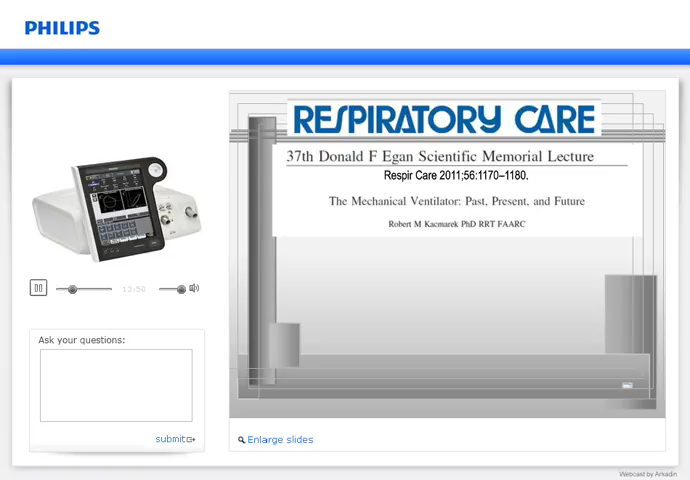 PHILIPS
RESPIRATORY CARE
37th Donald F Egan Scientific Memorial Lecture
Respir Care 2011;56:1170–1180.
The Mechanical Ventilator: Past, Present, and Future
Robert M Kacmarek PhD RRT FAARC
13:50
Ask your questions:
submit
Enlarge slides
Webcast by Arkadin